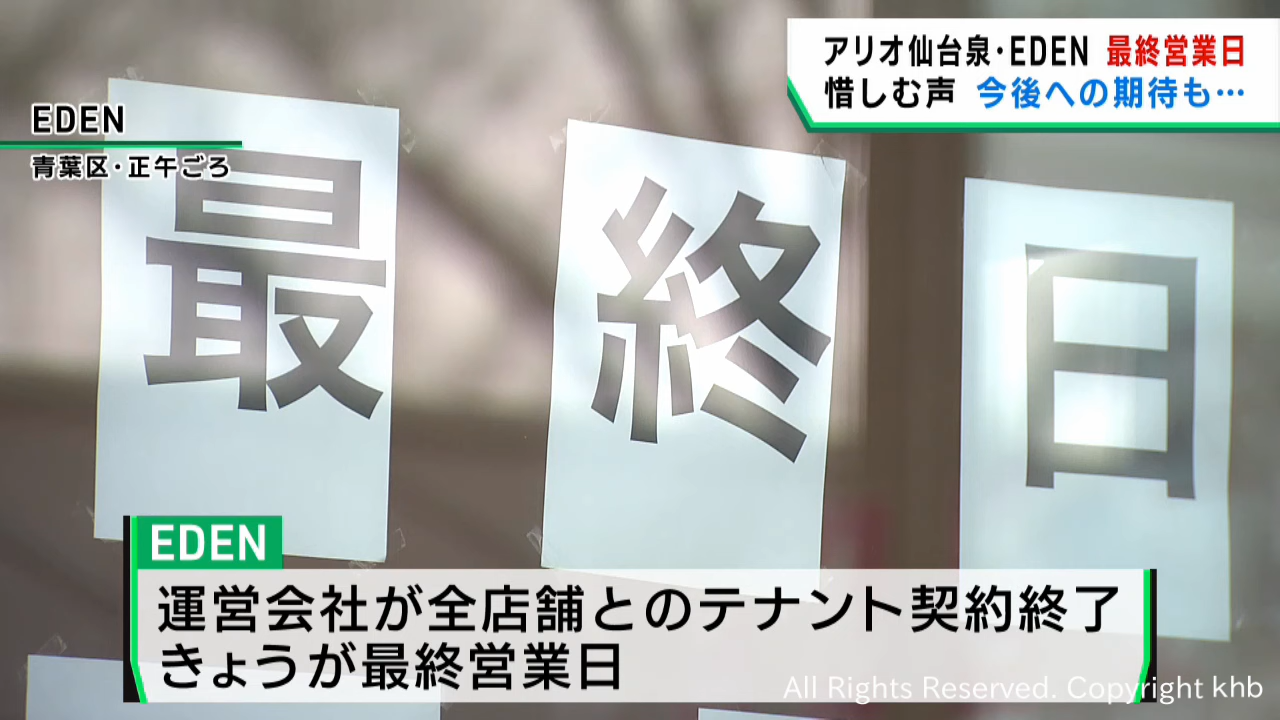 アリオ仙台泉・EDEN 最終営業日
惜しむ声 今後への期待も…
EDEN
青葉区・正午ごろ
最終日
EDEN
運営会社が全店舗とのテナント契約終了
きょうが最終営業日
All Rights Reserved. Copyright khb